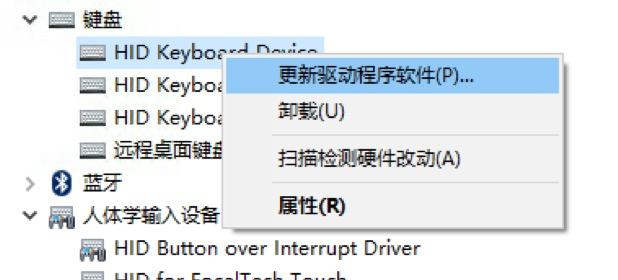 键盘
HID Keyboard Device
更新驱动程序软件(P)...
HID Keyboa
卸载(U)
HID Keyboa
扫描检测硬件改动(A)
远程桌面键盘
蓝牙
属性(R)
人体学输入设备
HID Button over Interrupt Driver
HID for FocalTech Touch